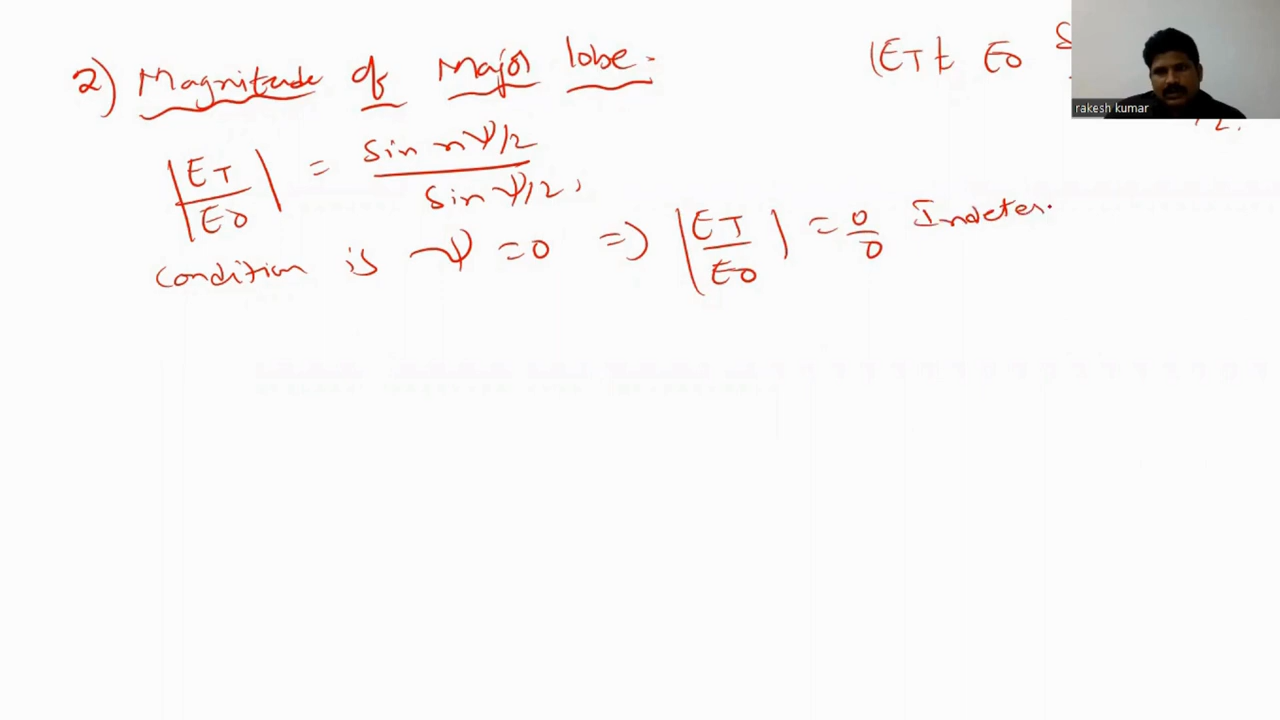 2) Magnitude of Major lobe.
|ET| E0 S
rakesh kumar
/2.
|ET/E0| = Sin nψ/2 / Sin ψ/2,
Condition is ψ = 0 => |ET/E0| = 0/0 Indeter.